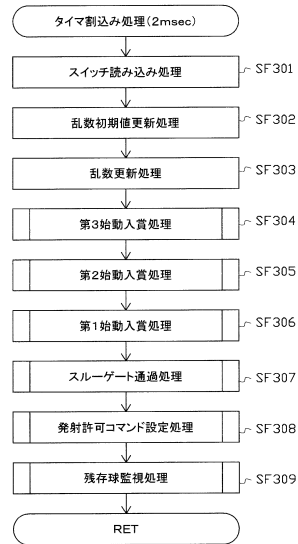 タイマ割込み処理(2msec)
スイッチ読み込み処理
SF301
乱数初期値更新処理
SF302
乱数更新処理
SF303
第3始動入賞処理
SF304
第2始動入賞処理
SF305
第1始動入賞処理
SF306
スルーゲート通過処理
SF307
発射許可コマンド設定処理
SF308
残存球監視処理
SF309
RET